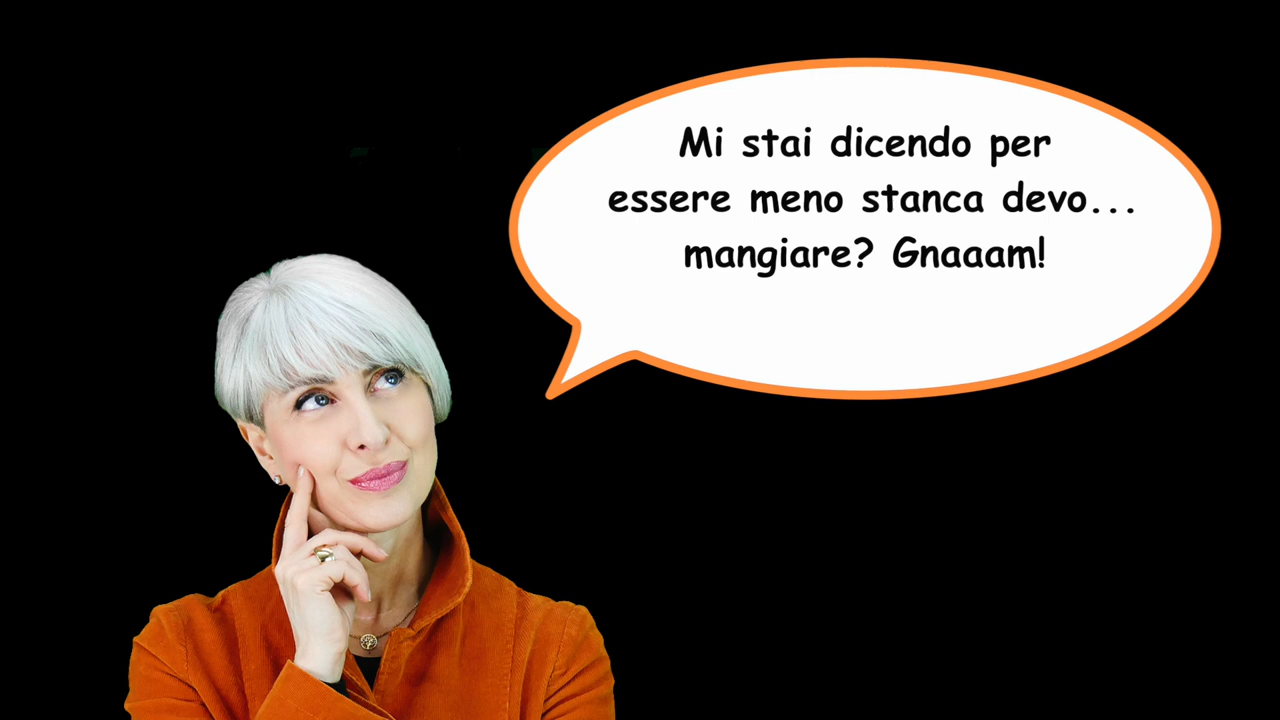 Mi stai dicendo per
essere meno stanca devo...
mangiare? Gnaaam!